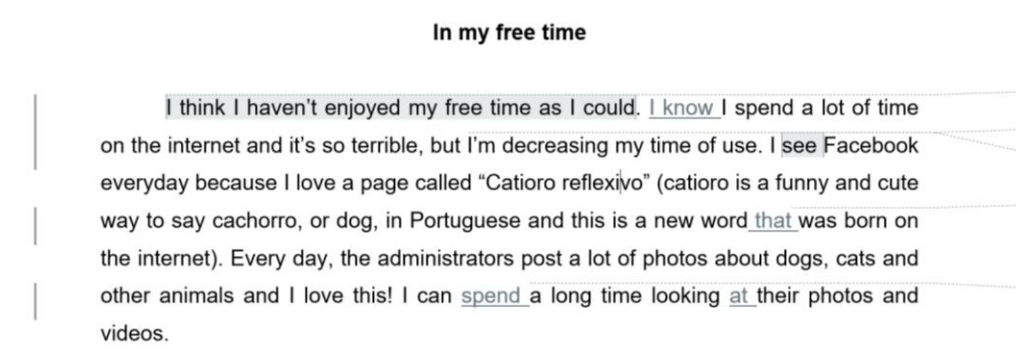 In my free time
I think I haven't enjoyed my free time as I could. I know I spend a lot of time
on the internet and it's so terrible, but I'm decreasing my time of use. I see Facebook
everyday because I love a page called “Catioro reflexivo” (catioro is a funny and cute
way to say cachorro, or dog, in Portuguese and this is a new word that was born on
the internet). Every day, the administrators post a lot of photos about dogs, cats and
other animals and I love this! I can spend a long time looking at their photos and
videos.